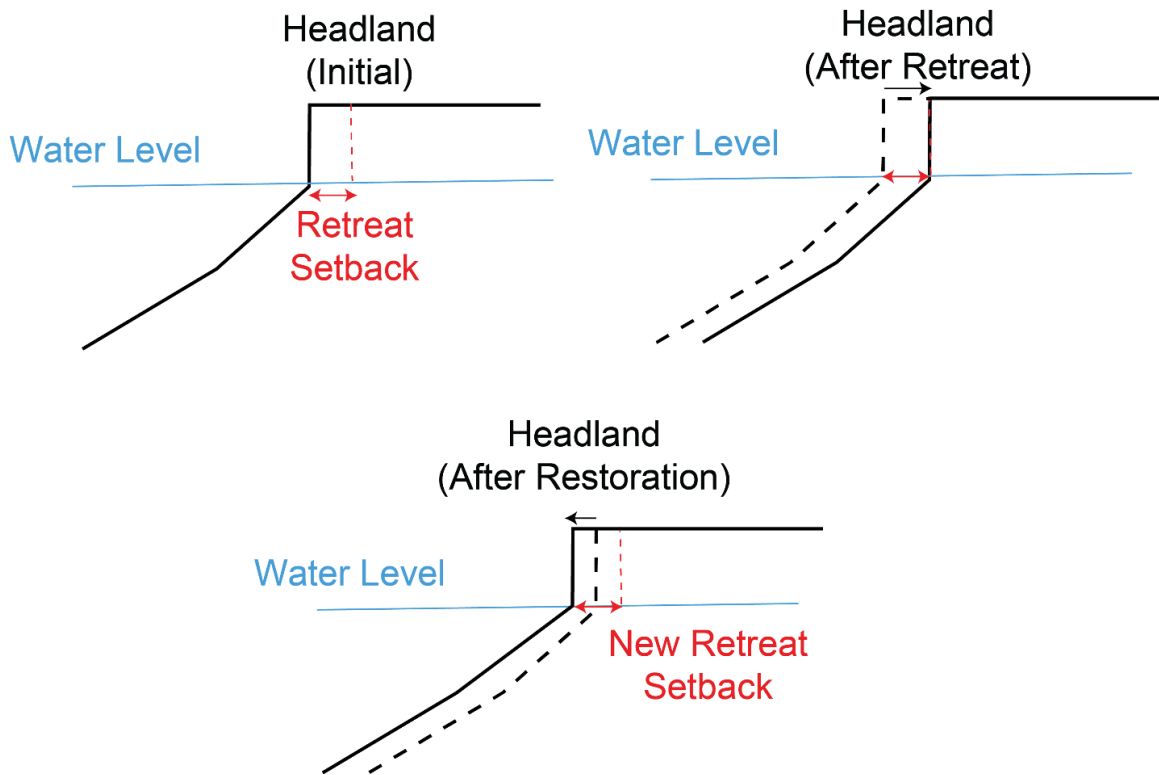 Headland
(Initial)
Water Level
Retreat
Setback
Headland
(After Retreat)
Water Level
Headland
(After Restoration)
Water Level
New Retreat
Setback